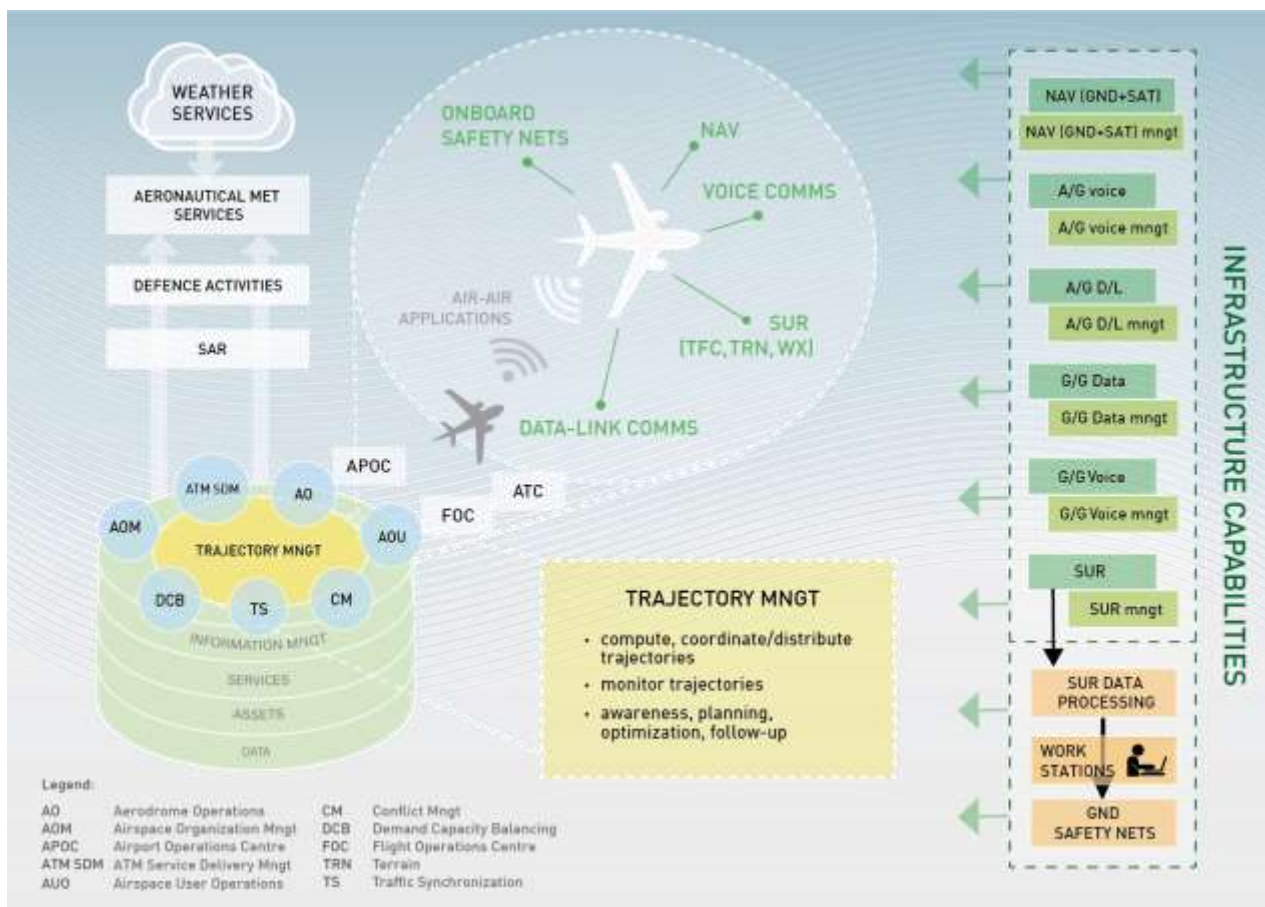 WEATHER
SERVICES
AERONAUTICAL MET
SERVICES
DEFENCE ACTIVITIES
SAR
ONBOARD
SAFETY NETS
NAV
VOICE COMMS
AIR-AIR
APPLICATIONS
SUR
(TFC, TRN, WX)
DATA-LINK COMMS
APOC
ATC
FOC
ATM SDM
AO
AOM
AOU
TRAJECTORY MNGT
DCB
TS
CM
INFORMATION MNGT
SERVICES
ASSETS
DATA
TRAJECTORY MNGT
• compute, coordinate/distribute
trajectories
• monitor trajectories
• awareness, planning,
optimization, follow-up
NAV (GND+SAT)
NAV (GND+SAT) mngt
A/G voice
A/G voice mngt
A/G D/L
A/G D/L mngt
G/G Data
G/G Data mngt
G/G Voice
G/G Voice mngt
SUR
SUR mngt
SUR DATA
PROCESSING
WORK
STATIONS
GND
SAFETY NETS
INFRASTRUCTURE CAPABILITIES
Legend:
AO Aerodrome Operations
AOM Airspace Organization Mngt
APOC Airport Operations Centre
ATM SDM ATM Service Delivery Mngt
AUO Airspace User Operations
CM Conflict Mngt
DCB Demand Capacity Balancing
FOC Flight Operations Centre
TRN Terrain
TS Traffic Synchronization